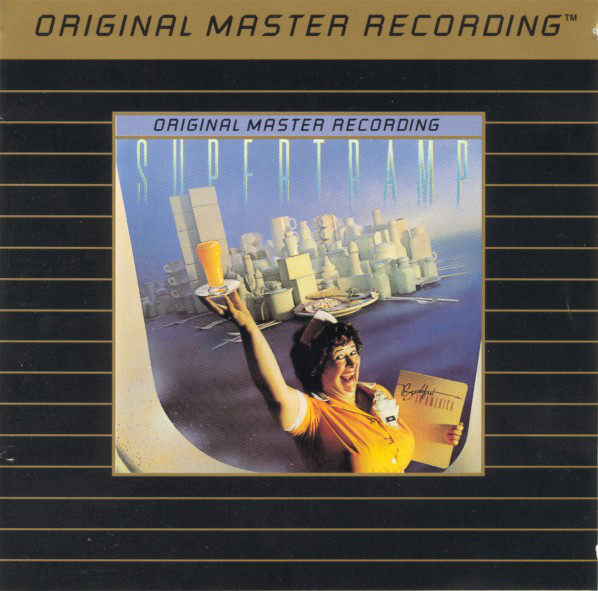 ORIGINAL MASTER RECORDING™
ORIGINAL MASTER RECORDING
SUPERTRAMP
Breakfast
IN AMERICA